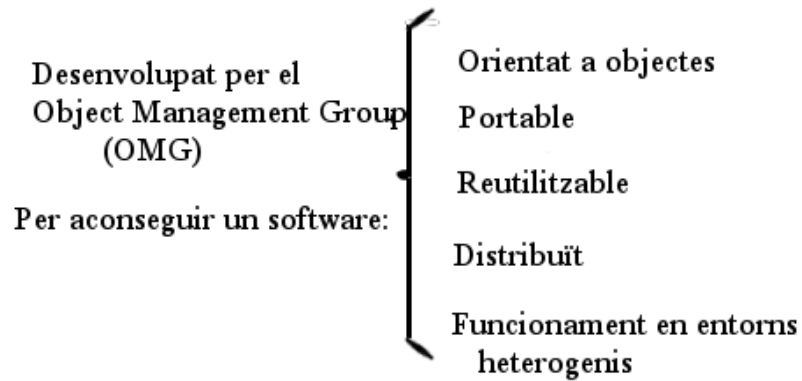 Desenvolupat per el
Object Management Group
(OMG)
Per aconseguir un software:
Orientat a objectes
Portable
Reutilitzable
Distribuït
Funcionament en entorns
heterogenis